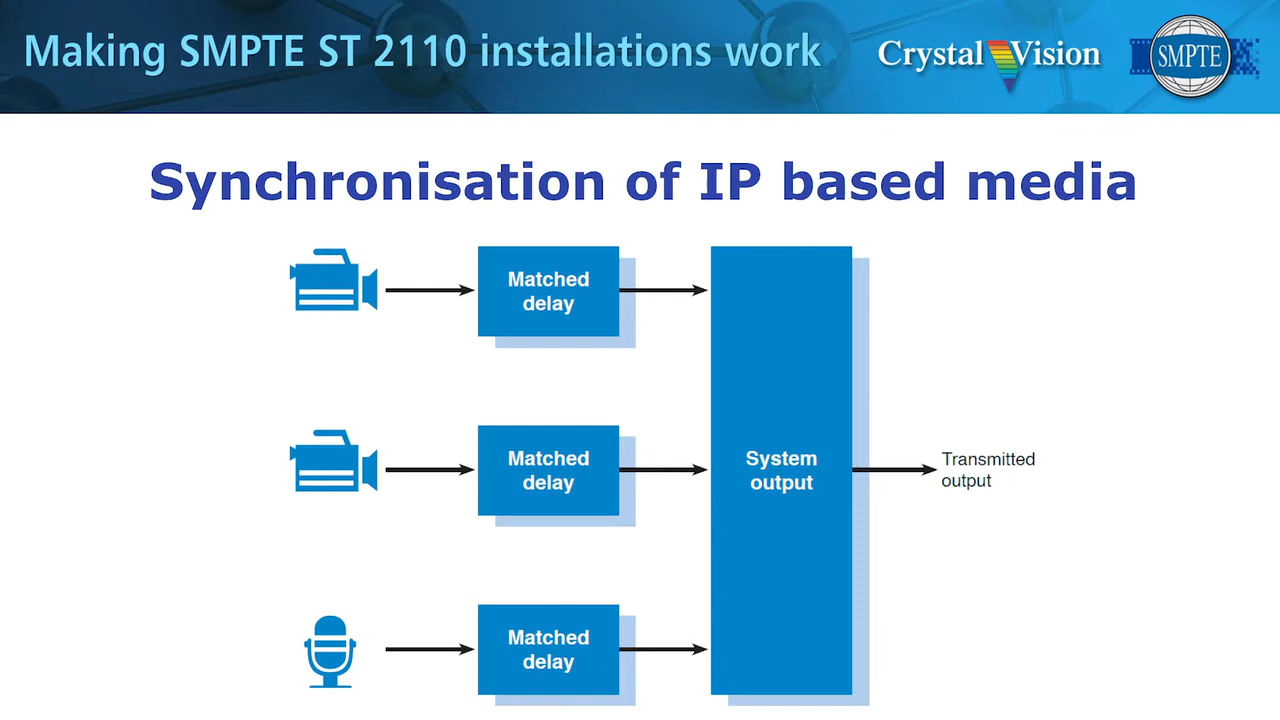 Making SMPTE ST 2110 installations work
Crystal Vision
SMPTE
Synchronisation of IP based media
Matched
delay
Matched
delay
System
output
Transmitted
output
Matched
delay